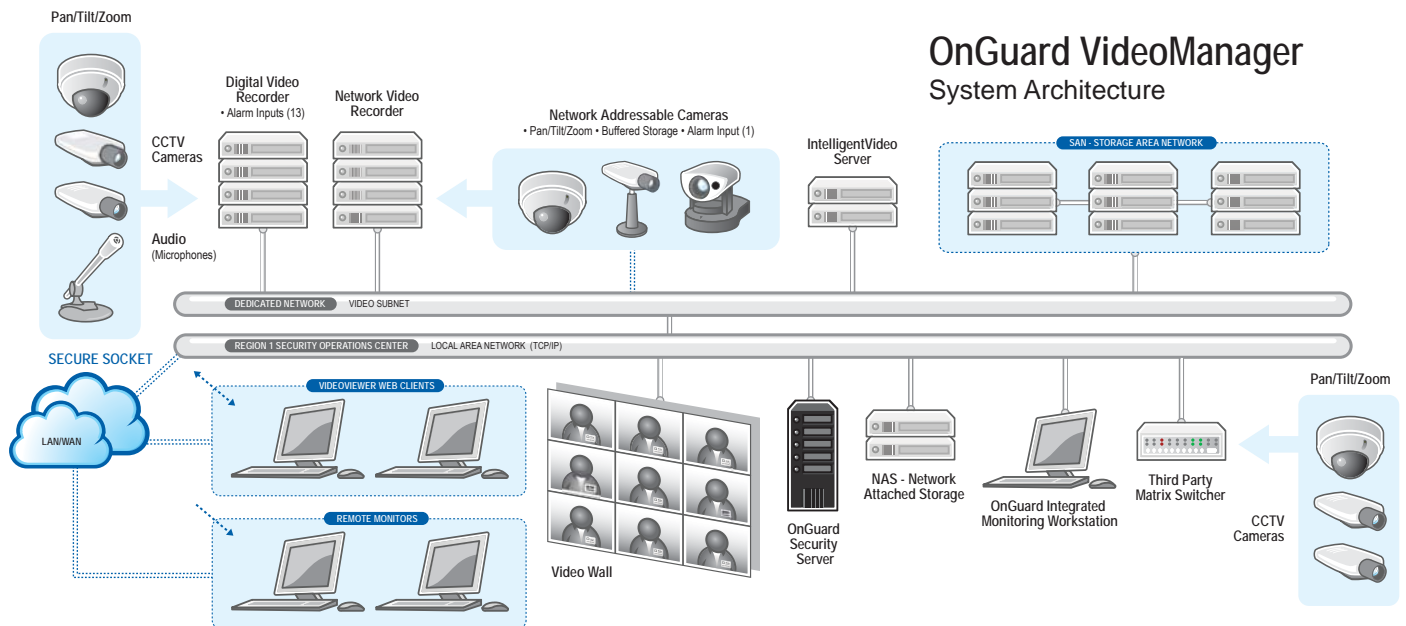 Pan/Tilt/Zoom
OnGuard VideoManager
System Architecture
Digital Video
Recorder
• Alarm Inputs (13)
Network Video
Recorder
CCTV
Cameras
Audio
(Microphones)
Network Addressable Cameras
• Pan/Tilt/Zoom • Buffered Storage • Alarm Input (1)
IntelligentVideo
Server
SAN - STORAGE AREA NETWORK
DEDICATED NETWORK VIDEO SUBNET
REGION 1 SECURITY OPERATIONS CENTER LOCAL AREA NETWORK (TCP/IP)
SECURE SOCKET
LAN/WAN
VIDEOVIEWER WEB CLIENTS
REMOTE MONITORS
Video Wall
OnGuard
Security
Server
NAS - Network
Attached Storage
OnGuard Integrated
Monitoring Workstation
Third Party
Matrix Switcher
Pan/Tilt/Zoom
CCTV
Cameras